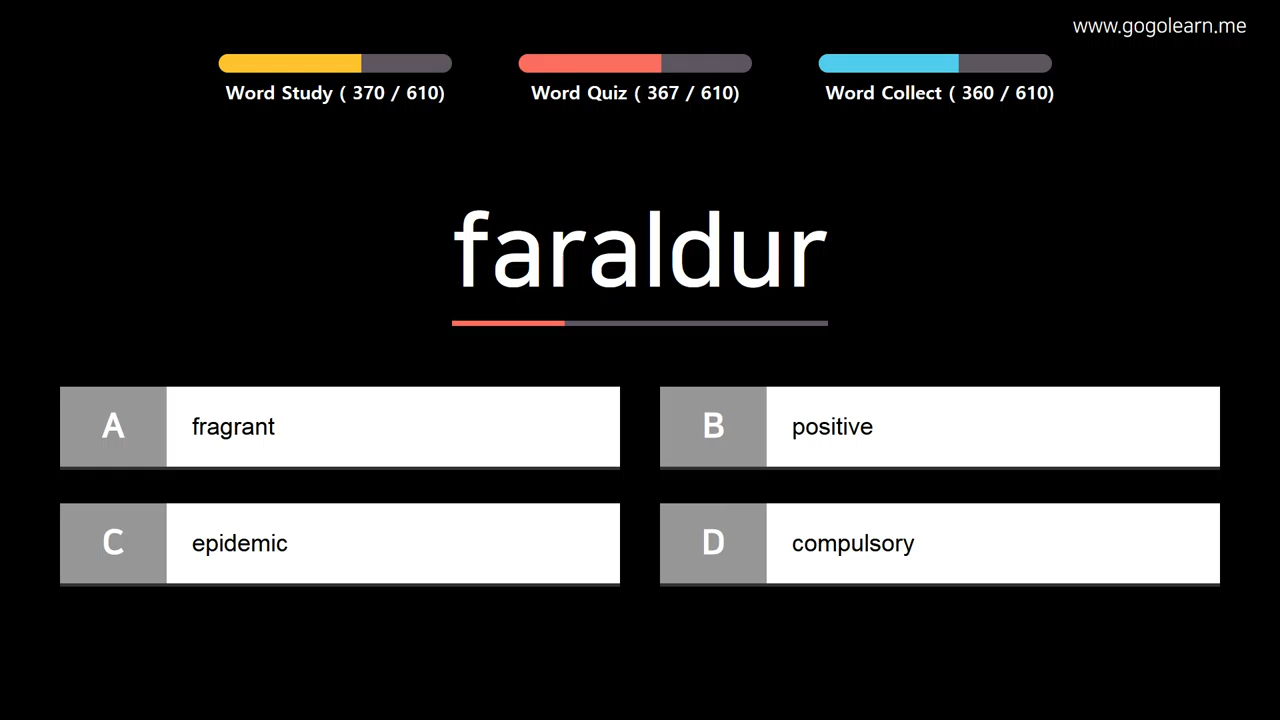 www.gogolearn.me
Word Study ( 370 / 610)
Word Quiz ( 367 / 610)
Word Collect ( 360 / 610)
faraldur
A fragrant
B positive
C epidemic
D compulsory